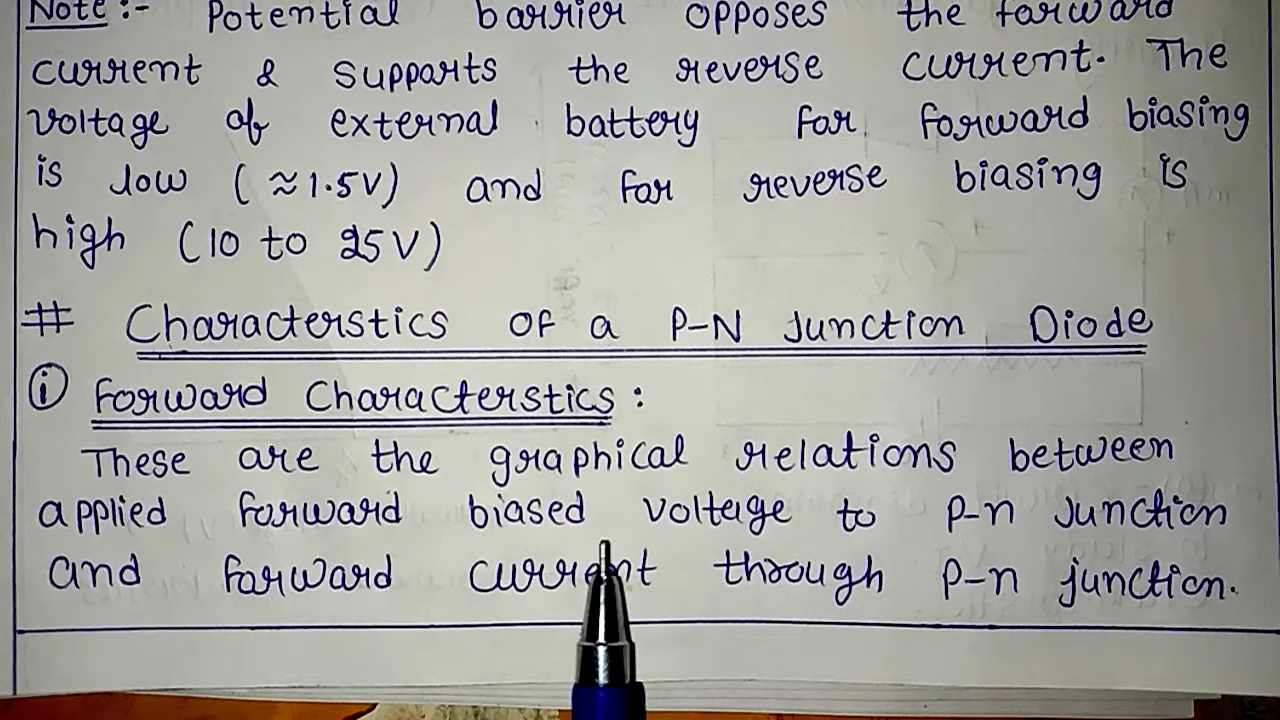 Note :- Potential barrier opposes the forward
current & supports the reverse current. The
voltage of external battery for forward biasing
is low (≈1.5V) and for reverse biasing is
high (10 to 25V)
# Characterstics of a P-N Junction Diode
(i) Forward Characterstics :
These are the graphical relations between
applied forward biased voltage to p-n Junction
and forward current through p-n junction.